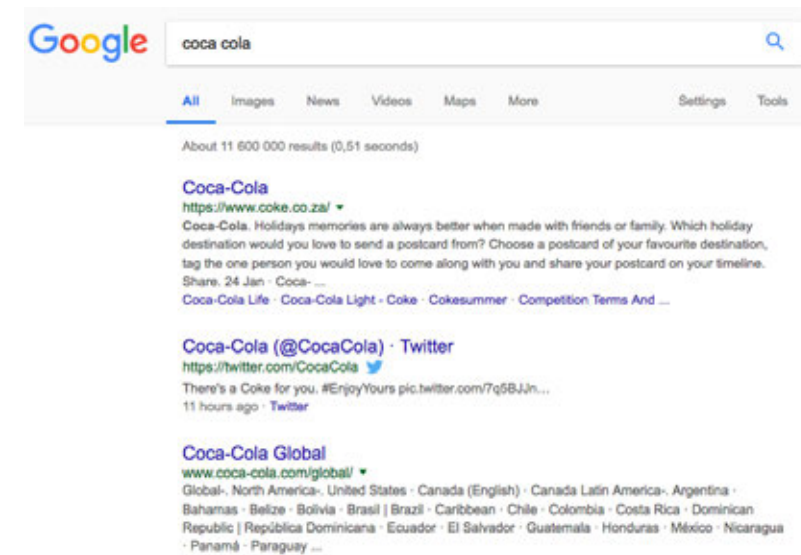 Google coca cola
All Images News Videos Maps More Settings Tools
About 11 600 000 results (0,51 seconds)
Coca-Cola
https://www.coke.co.za/
Coca-Cola. Holidays memories are always better when made with friends or family. Which holiday
destination would you love to send a postcard from? Choose a postcard of your favourite destination,
tag the one person you would love to come along with you and share your postcard on your timeline.
Share. 24 Jan · Coca- ...
Coca-Cola Life · Coca-Cola Light - Coke · Cokesummer · Competition Terms And ...
Coca-Cola (@CocaCola) · Twitter
https://twitter.com/CocaCola
There's a Coke for you. #EnjoyYours pic.twitter.com/7q5BJJn...
11 hours ago · Twitter
Coca-Cola Global
www.coca-cola.com/global/
Global-. North America-. United States · Canada (English) · Canada Latin America-. Argentina ·
Bahamas · Belize · Bolivia · Brasil | Brazil · Caribbean · Chile · Colombia · Costa Rica · Dominican
Republic | República Dominicana · Ecuador · El Salvador · Guatemala · Honduras · México · Nicaragua
· Panamá · Paraguay ...